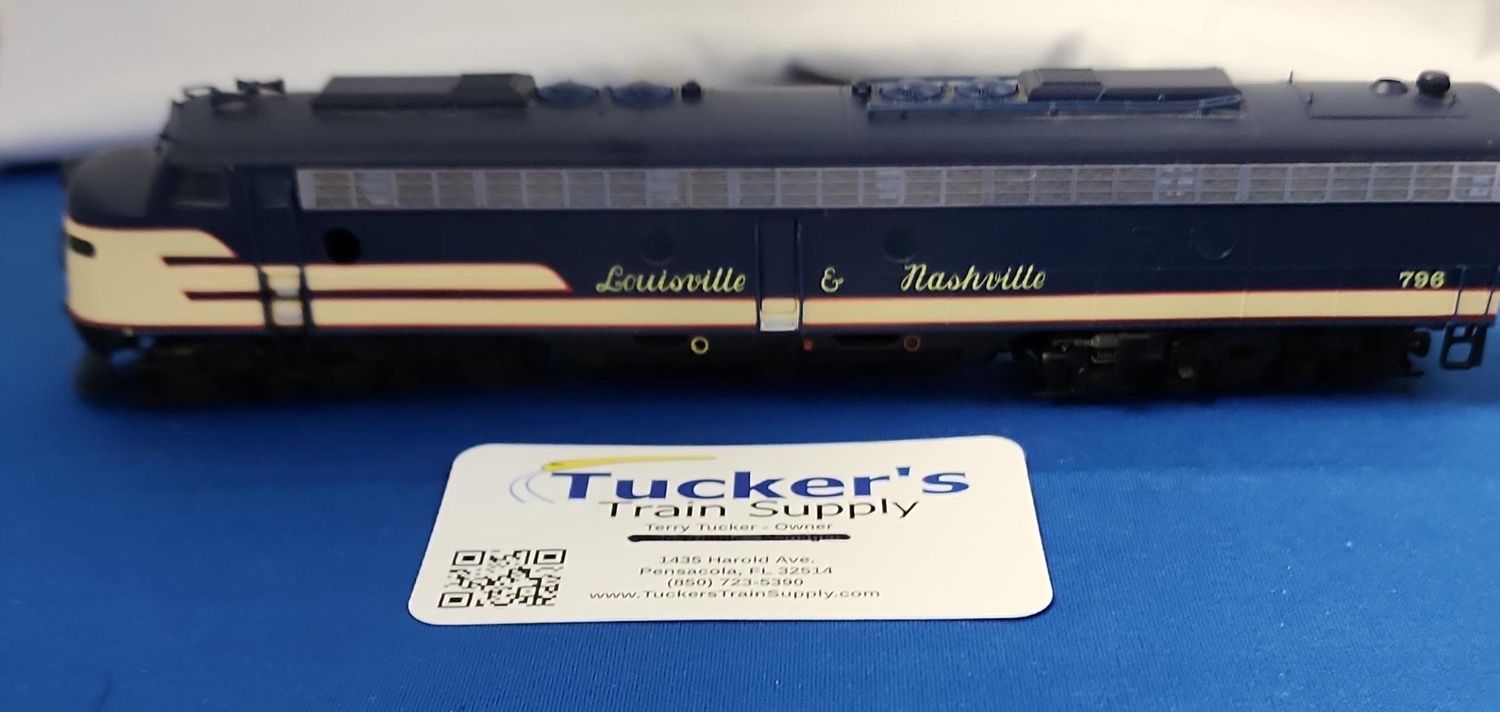 Louisville & Nashville
796
Tucker's
Train Supply
Terry Tucker - Owner
1435 Harold Ave.
Pensacola, FL 32514
(850) 723-5390
www.TuckersTrainSupply.com